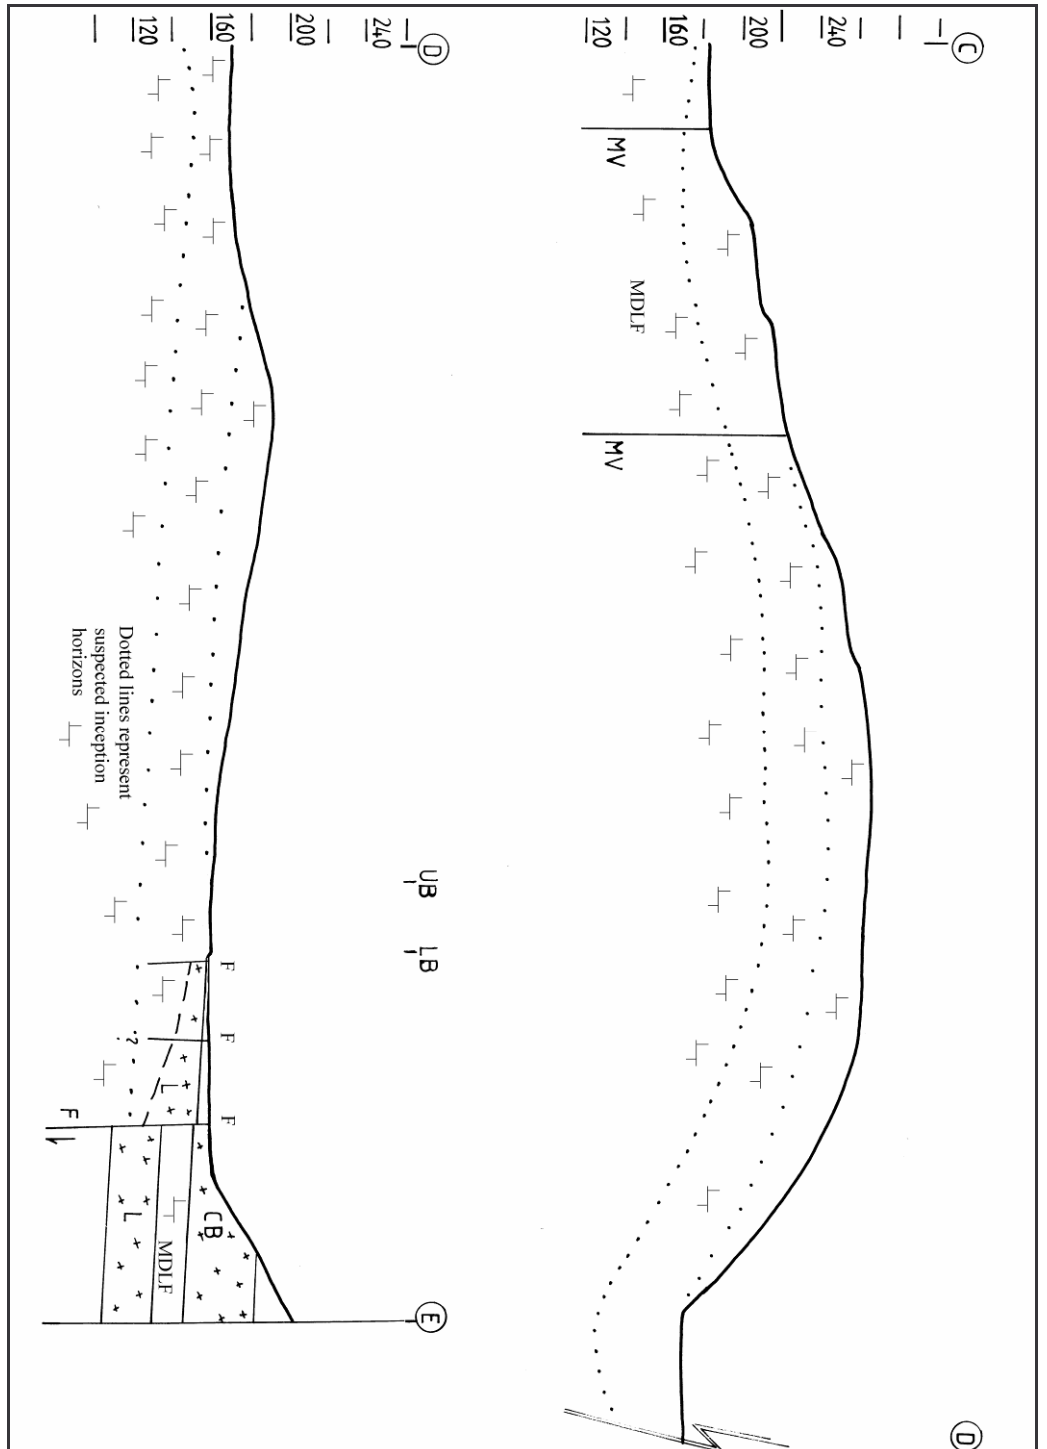 C
240
200
160
120
MV
MDLF
MV
D
D
240
200
160
120
UB
LB
Dotted lines represent
suspected inception
horizons
F
F
F
?
L
F
CB
MDLF
L
E